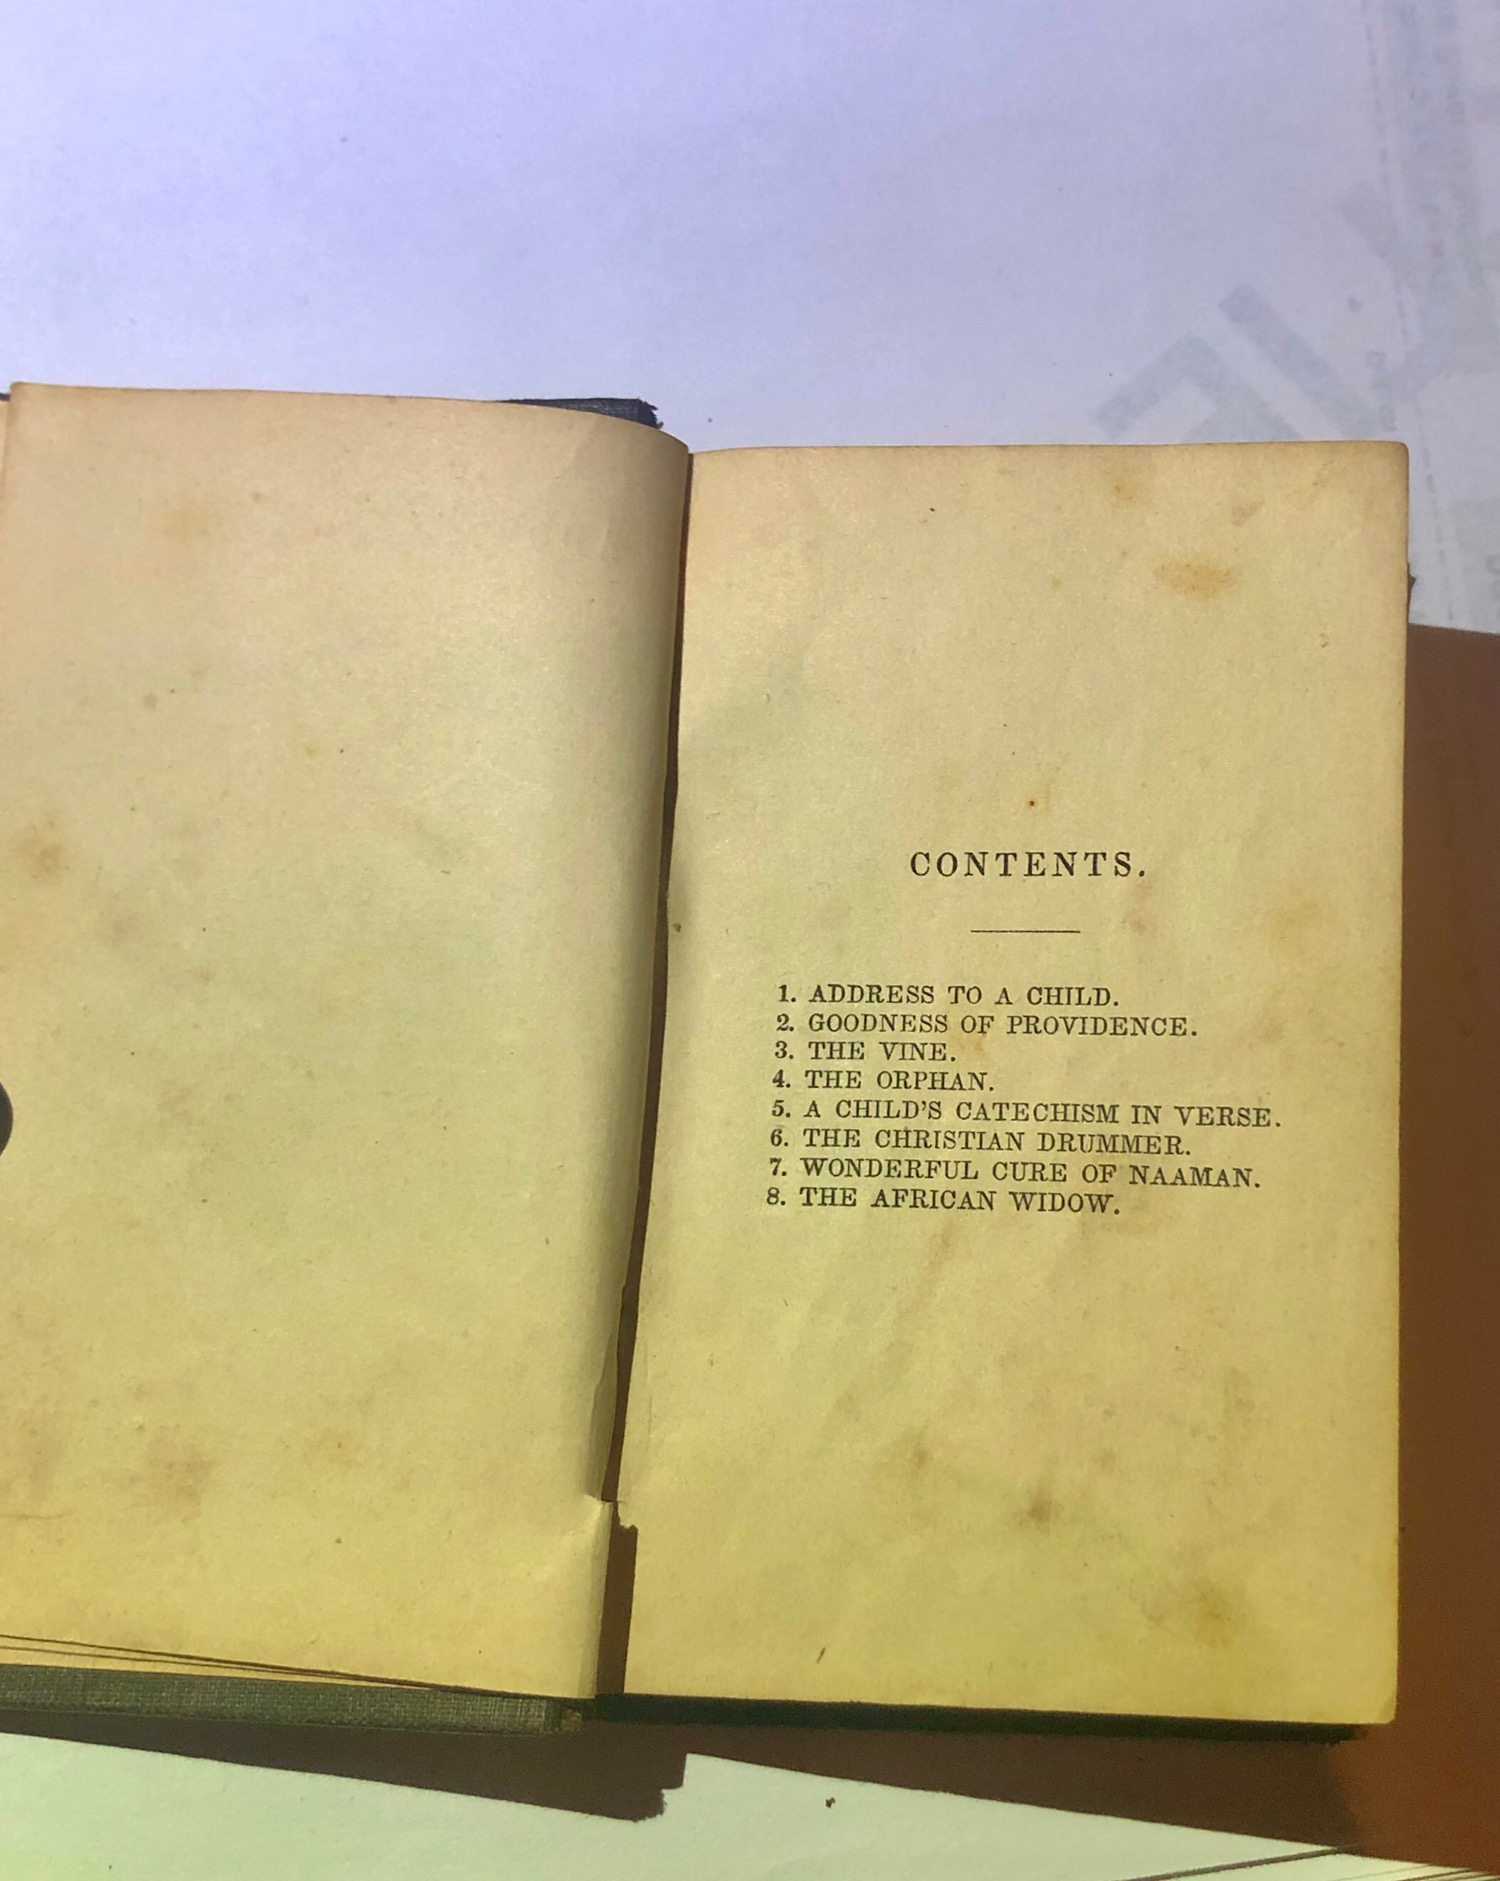 CONTENTS.
1. ADDRESS TO A CHILD.
2. GOODNESS OF PROVIDENCE.
3. THE VINE.
4. THE ORPHAN.
5. A CHILD'S CATECHISM IN VERSE.
6. THE CHRISTIAN DRUMMER.
7. WONDERFUL CURE OF NAAMAN.
8. THE AFRICAN WIDOW.